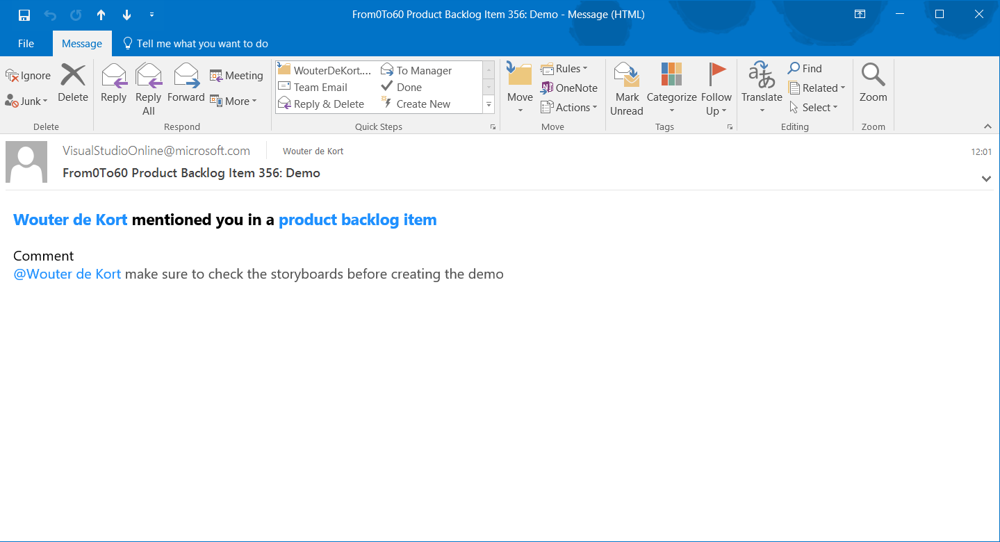 From0To60 Product Backlog Item 356: Demo - Message (HTML)
File Message Tell me what you want to do
Ignore
Junk
Delete
Delete
Reply
Reply All
Forward
Meeting
More
Respond
WouterDeKort....
To Manager
Team Email
Done
Reply & Delete
Create New
Quick Steps
Move
Rules
OneNote
Actions
Move
Mark Unread
Categorize
Follow Up
Tags
Translate
Find
Related
Select
Editing
Zoom
Zoom
VisualStudioOnline@microsoft.com Wouter de Kort 12:01
From0To60 Product Backlog Item 356: Demo
Wouter de Kort mentioned you in a product backlog item
Comment
@Wouter de Kort make sure to check the storyboards before creating the demo